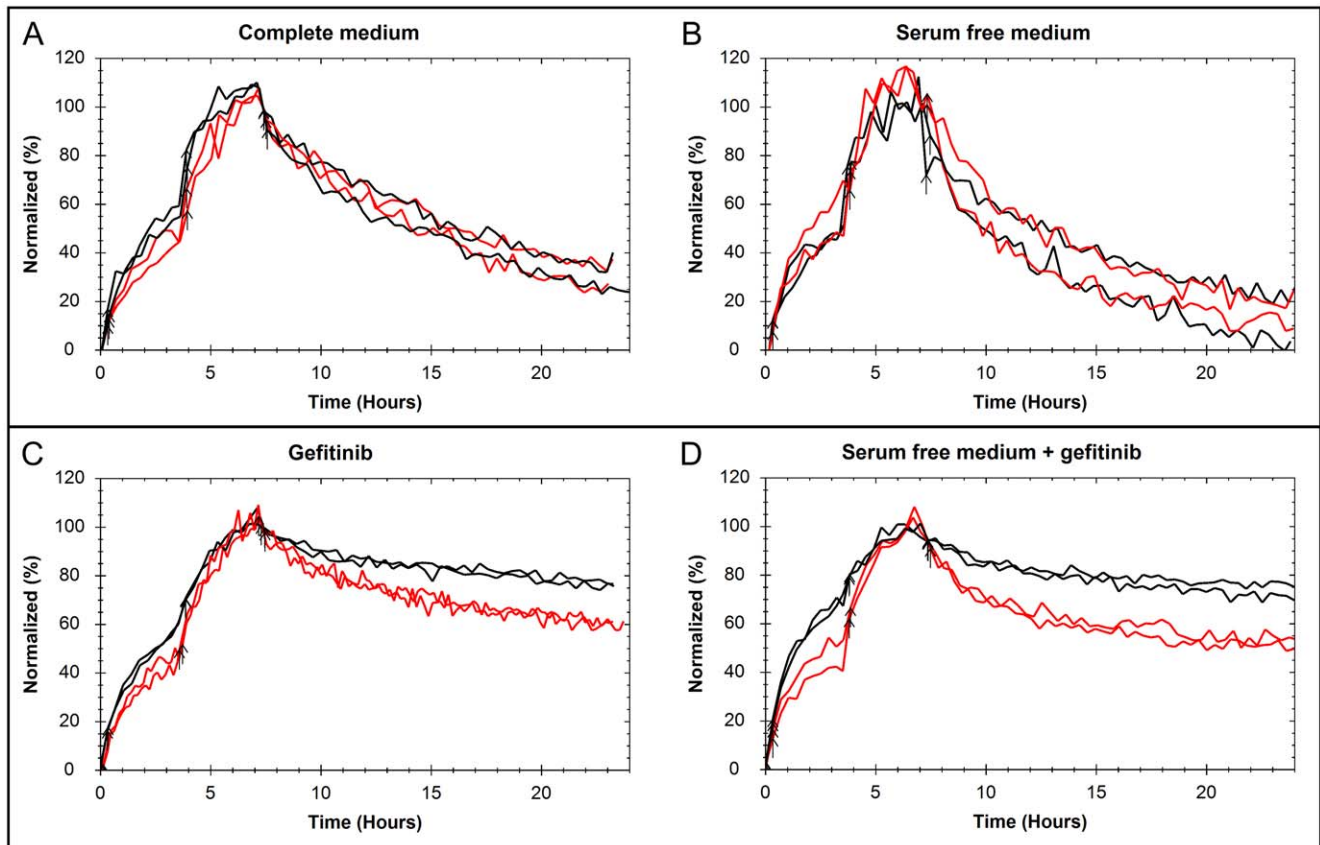 A
Complete medium
120
100
80
60
40
20
0
Normalized (%)
0 5 10 15 20
Time (Hours)
B
Serum free medium
120
100
80
60
40
20
0
Normalized (%)
0 5 10 15 20
Time (Hours)
C
Gefitinib
120
100
80
60
40
20
0
Normalized (%)
0 5 10 15 20
Time (Hours)
D
Serum free medium + gefitinib
120
100
80
60
40
20
0
Normalized (%)
0 5 10 15 20
Time (Hours)